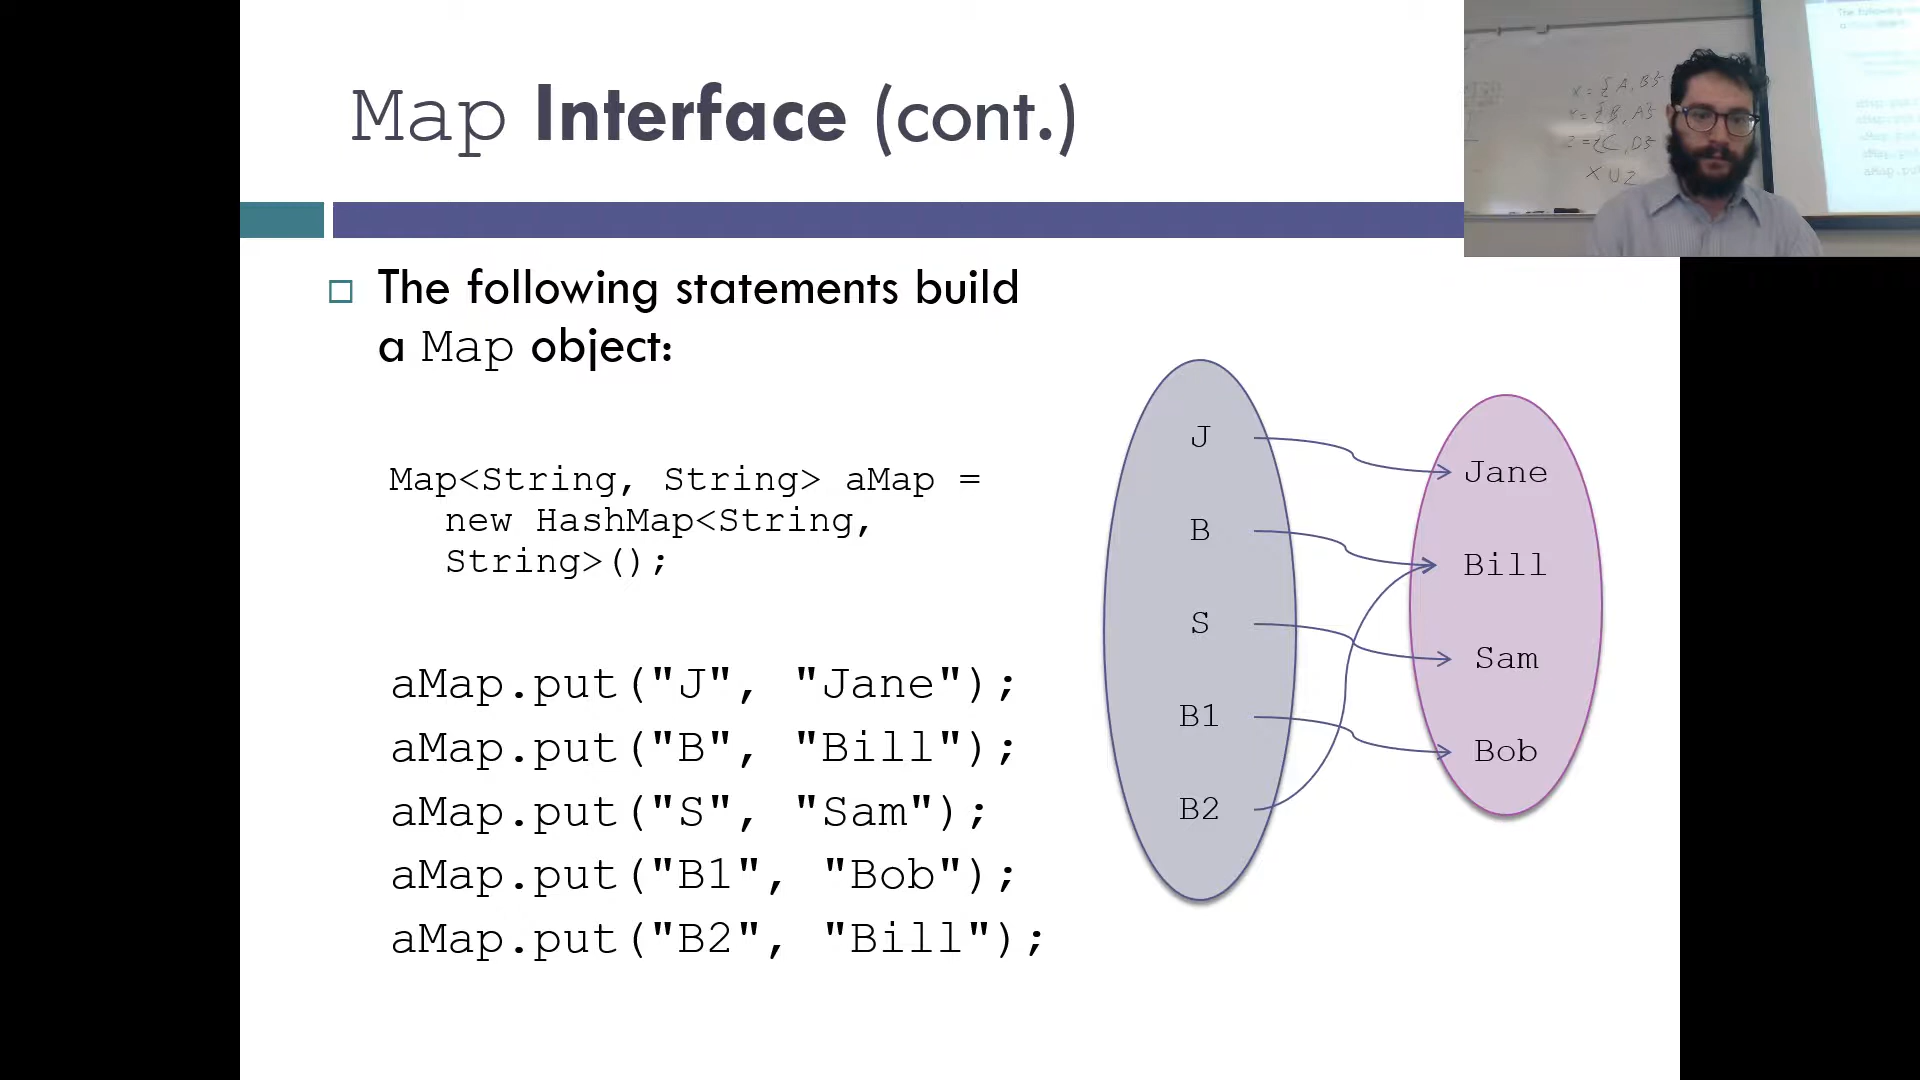 Map Interface (cont.)
The following statements build
a Map object:
Map<String, String> aMap =
new HashMap<String,
String>();
aMap.put("J", "Jane");
aMap.put("B", "Bill");
aMap.put("S", "Sam");
aMap.put("B1", "Bob");
aMap.put("B2", "Bill");
J
B
S
B1
B2
Jane
Bill
Sam
Bob
X = {A, B}
Y = {B, A}
Z = {C, D}
X U Z